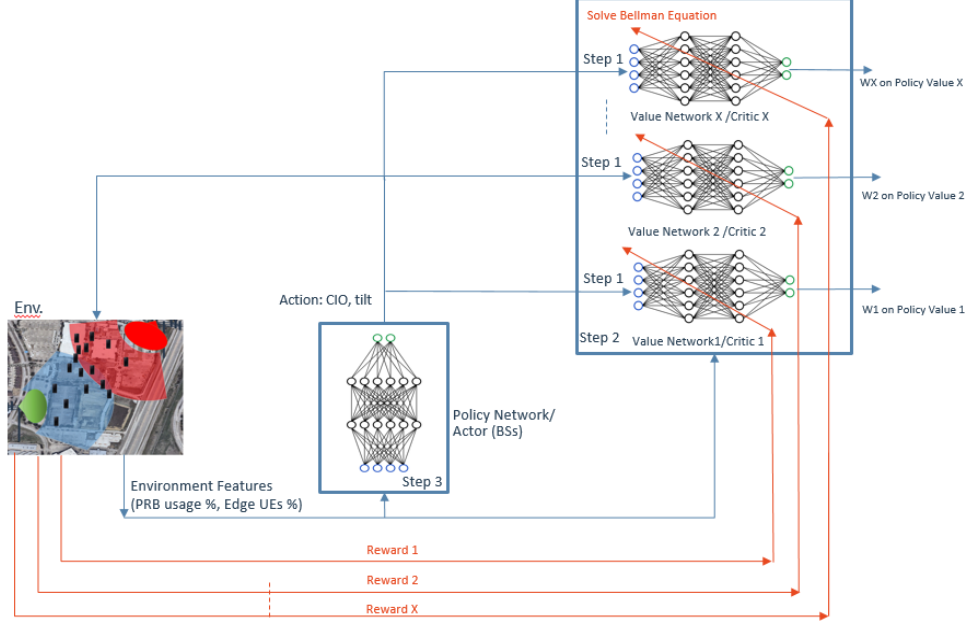 Solve Bellman Equation
Step 1
WX on Policy Value X
Value Network X /Critic X
Step 1
W2 on Policy Value 2
Value Network 2 /Critic 2
Step 1
Action: CIO, tilt
Env.
W1 on Policy Value 1
Step 2
Value Network1/Critic 1
Policy Network/
Actor (BSs)
Step 3
Environment Features
(PRB usage %, Edge UEs %)
Reward 1
Reward 2
Reward X